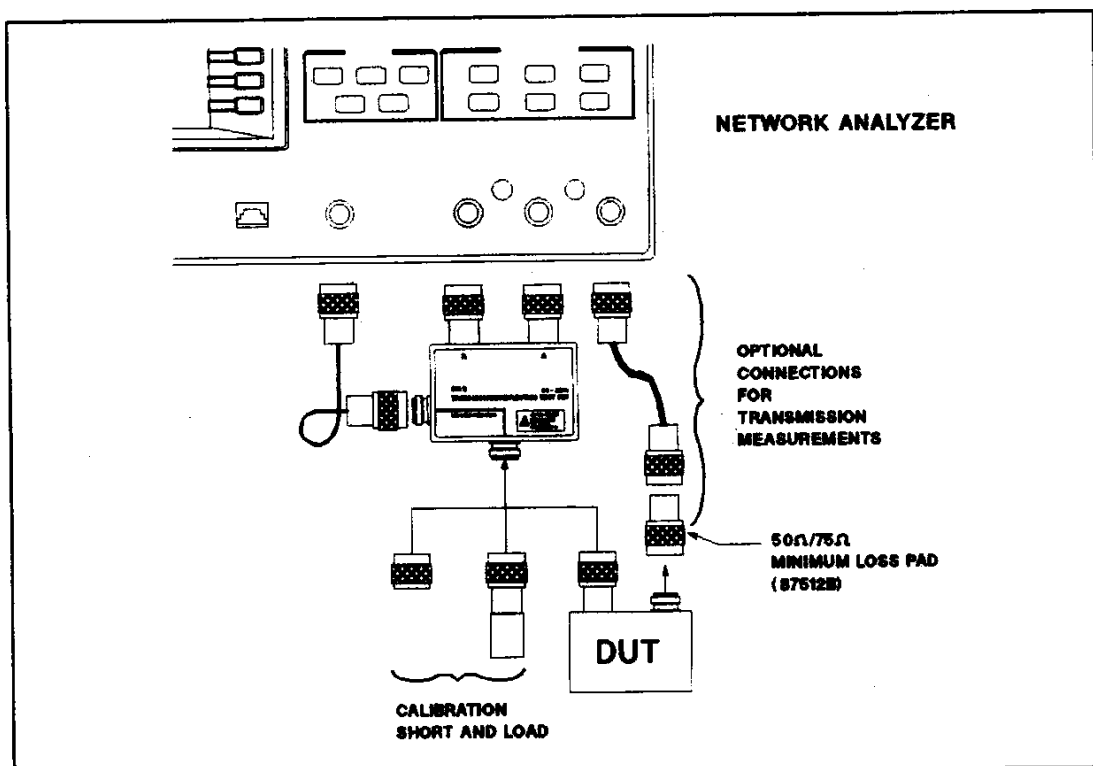 NETWORK ANALYZER
OPTIONAL
CONNECTIONS
FOR
TRANSMISSION
MEASUREMENTS
50Ω/75Ω
MINIMUM LOSS PAD
(87512B)
DUT
CALIBRATION
SHORT AND LOAD